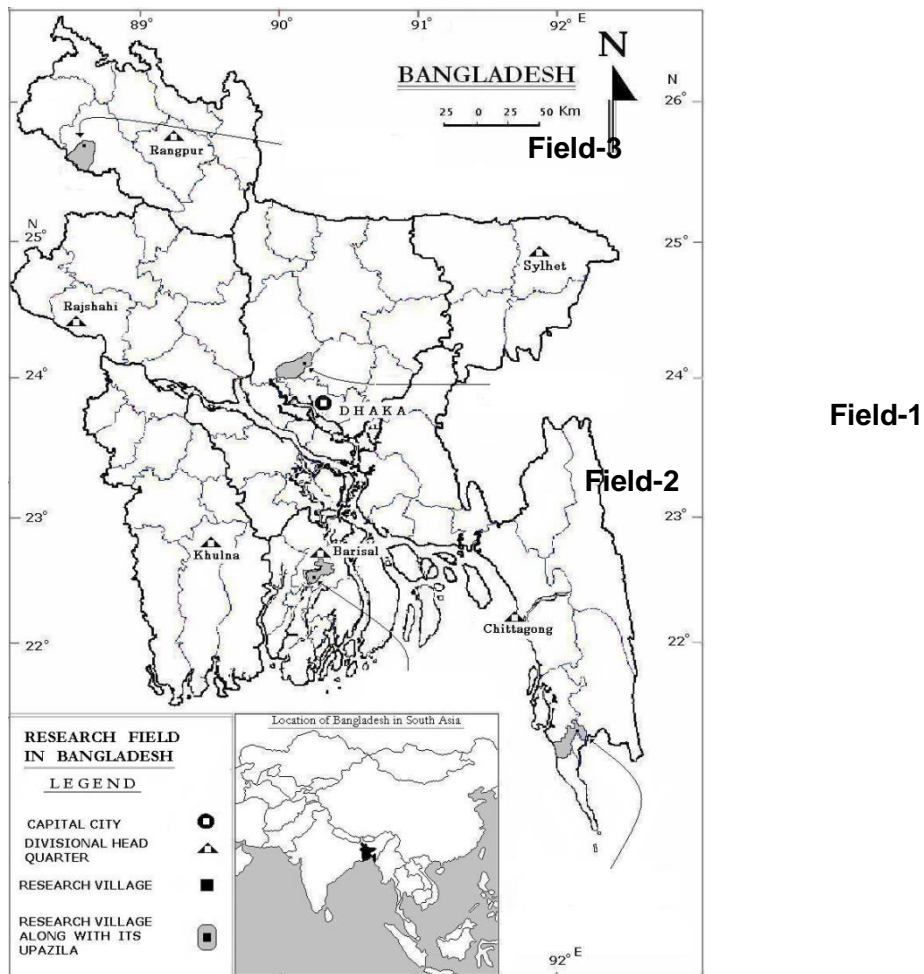 89° 90° 91° 92° E
N
BANGLADESH
N
26°
25 0 25 50 Km
Field-3
Rangpur
N
25° 25°
Sylhet
Rajshahi
24° 24°
DHAKA
Field-1
Field-2
23° 23°
Khulna
Barisal
Chittagong
22° 22°
RESEARCH FIELD
IN BANGLADESH
LEGEND
CAPITAL CITY
DIVISIONAL HEAD
QUARTER
RESEARCH VILLAGE
RESEARCH VILLAGE
ALONG WITH ITS
UPAZILA
Location of Bangladesh in South Asia
92° E